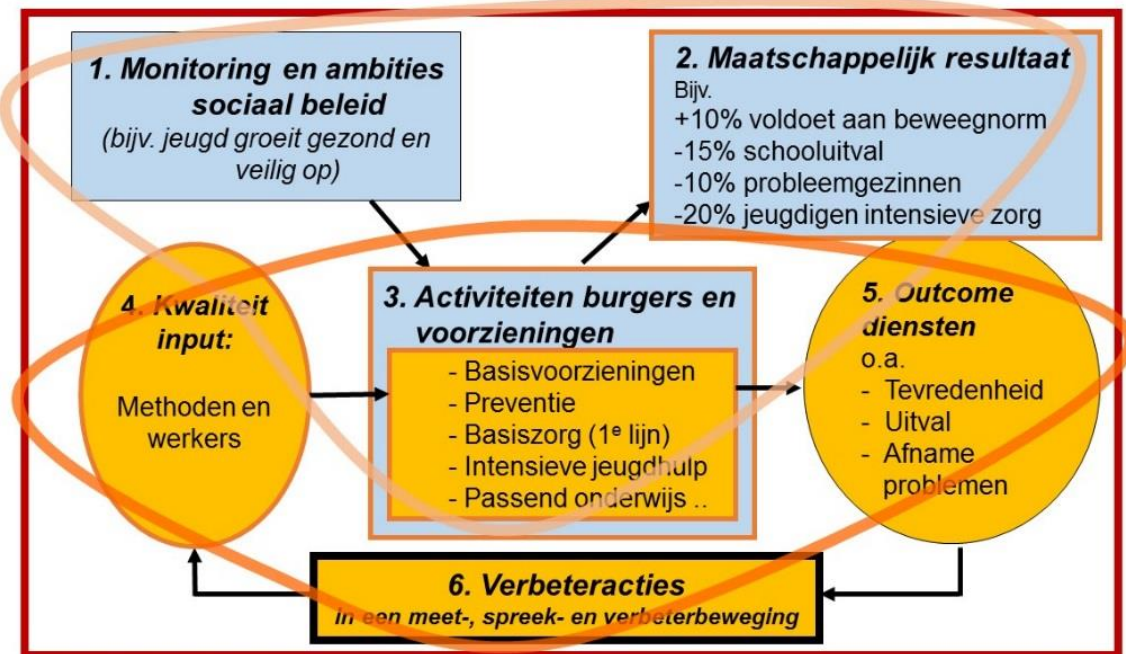 1. Monitoring en ambities
sociaal beleid
(bijv. jeugd groeit gezond en
veilig op)
2. Maatschappelijk resultaat
Bijv.
+10% voldoet aan beweegnorm
-15% schooluitval
-10% probleemgezinnen
-20% jeugdigen intensieve zorg
4. Kwaliteit
input:
Methoden en
werkers
3. Activiteiten burgers en
voorzieningen
- Basisvoorzieningen
- Preventie
- Basiszorg (1e lijn)
- Intensieve jeugdhulp
- Passend onderwijs ..
5. Outcome
diensten
o.a.
- Tevredenheid
- Uitval
- Afname
problemen
6. Verbeteracties
in een meet-, spreek- en verbeterbeweging